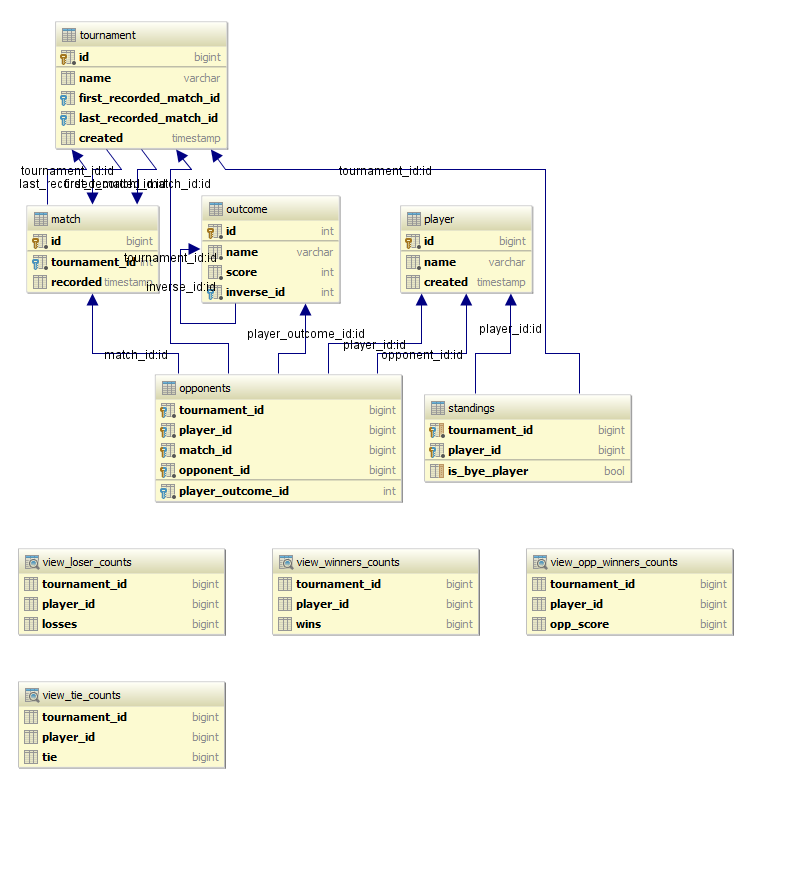 tournament
id bigint
name varchar
first_recorded_match_id
last_recorded_match_id
created timestamp
tournament_id:id
tournament_id:id
match
id bigint
tournament_id int
recorded timestamp
outcome
id int
name varchar
score int
inverse_id int
tournament_id:id
inverse_id:id
player
id bigint
name varchar
created timestamp
match_id:id
player_outcome_id:id
player_id:id
opponent_id:id
player_id:id
opponents
tournament_id bigint
player_id bigint
match_id bigint
opponent_id bigint
player_outcome_id int
standings
tournament_id bigint
player_id bigint
is_bye_player bool
view_loser_counts
tournament_id bigint
player_id bigint
losses bigint
view_winners_counts
tournament_id bigint
player_id bigint
wins bigint
view_opp_winners_counts
tournament_id bigint
player_id bigint
opp_score bigint
view_tie_counts
tournament_id bigint
player_id bigint
tie bigint